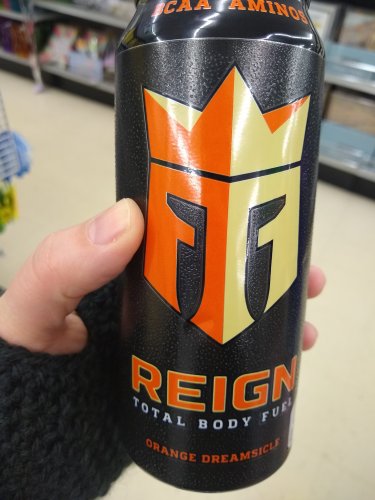 BCAA AMINOS
REIGN
TOTAL BODY FUEL
ORANGE DREAMSICLE